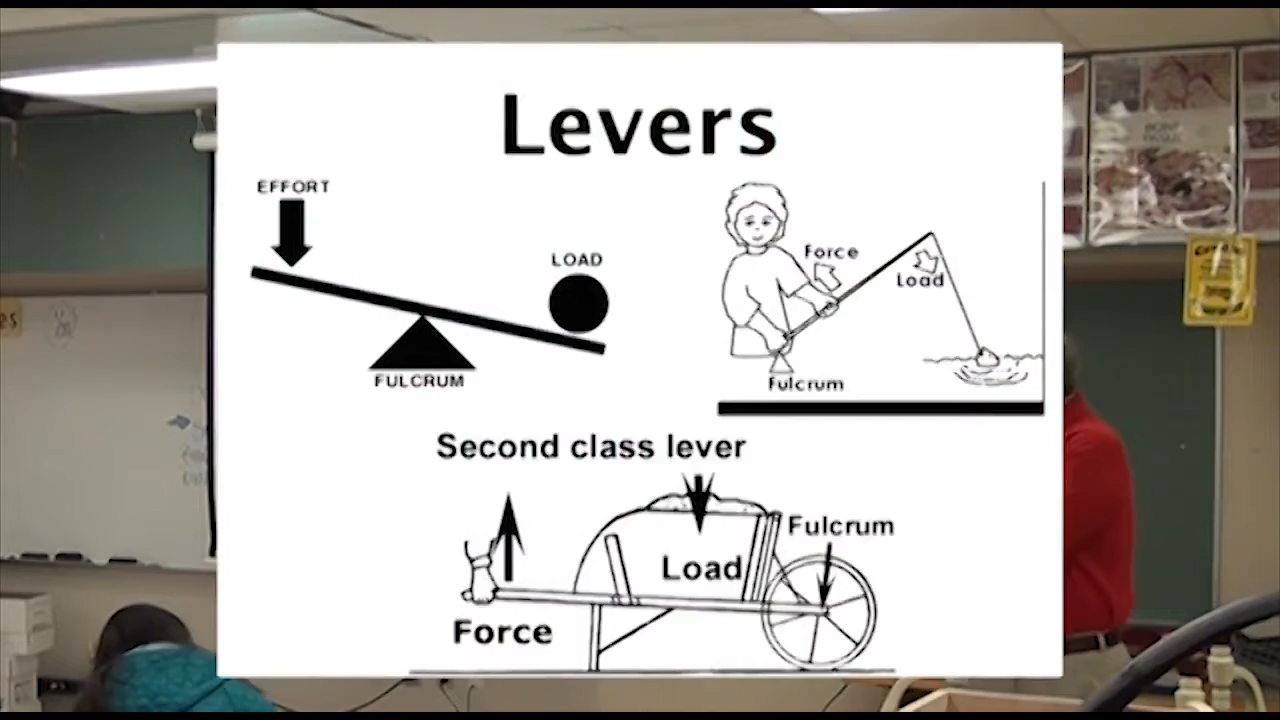 Levers
EFFORT
LOAD
FULCRUM
Force
Load
Fulcrum
Second class lever
Fulcrum
Load
Force